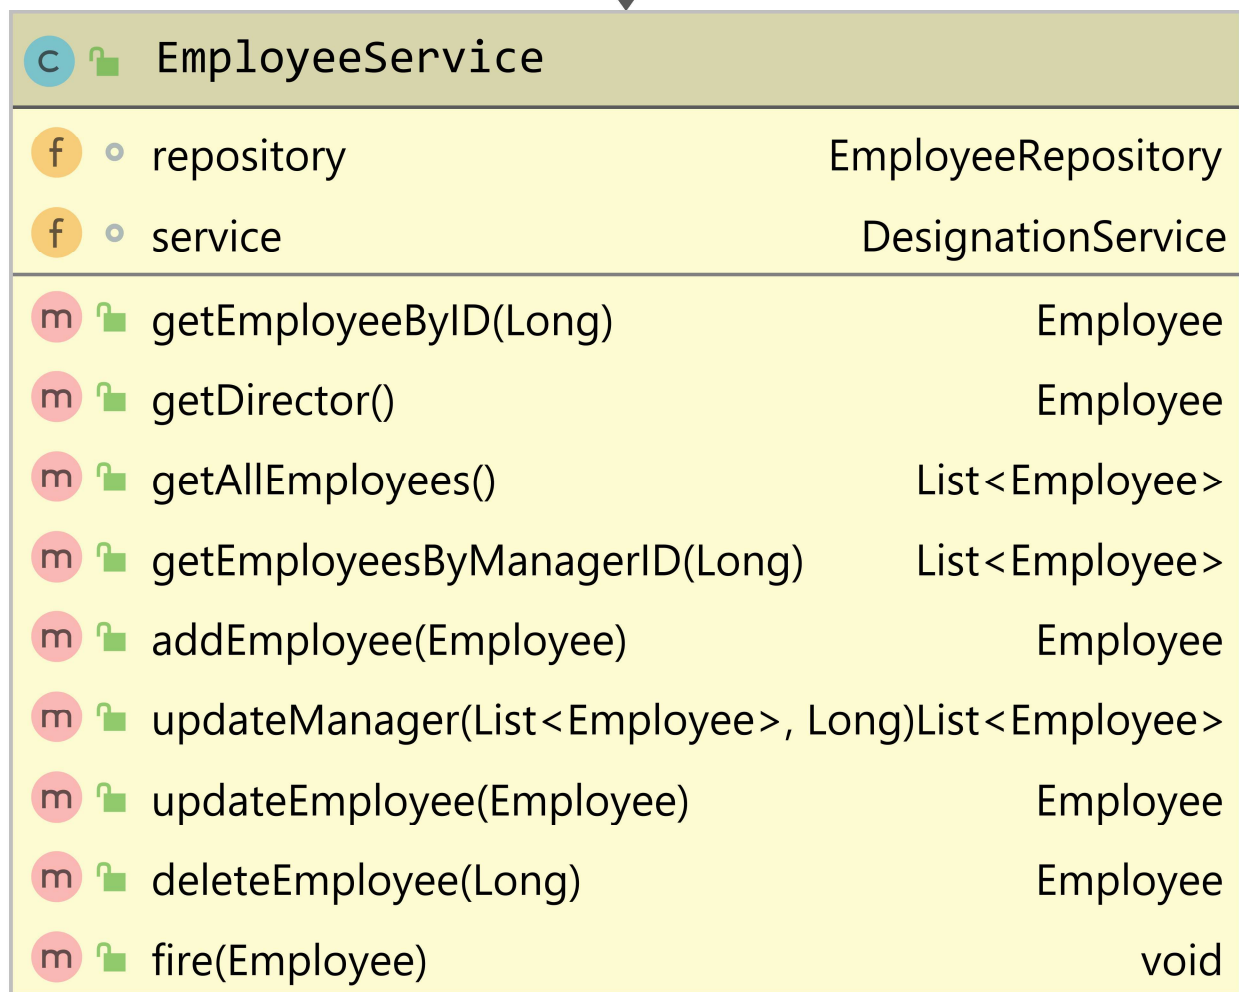 C EmployeeService
f repository EmployeeRepository
f service DesignationService
m getEmployeeByID(Long) Employee
m getDirector() Employee
m getAllEmployees() List<Employee>
m getEmployeesByManagerID(Long) List<Employee>
m addEmployee(Employee) Employee
m updateManager(List<Employee>, Long)List<Employee>
m updateEmployee(Employee) Employee
m deleteEmployee(Long) Employee
m fire(Employee) void